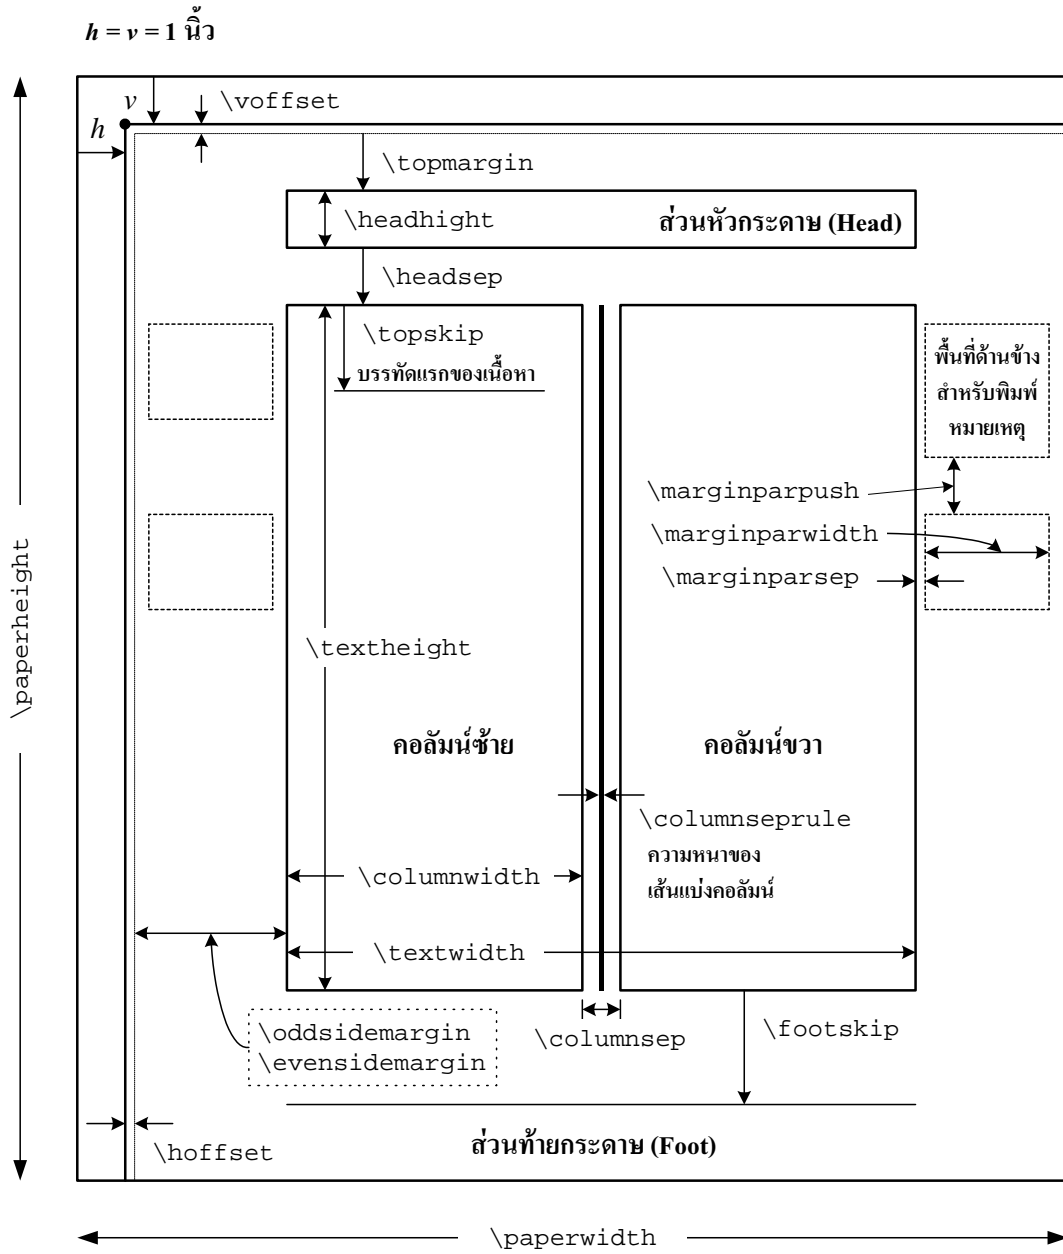 h = v = 1 นิ้ว
v
\voffset
h
\topmargin
\headhight
ส่วนหัวกระดาษ (Head)
\headsep
\topskip
บรรทัดแรกของเนื้อหา
พื้นที่ด้านข้าง
สำหรับพิมพ์
หมายเหตุ
\marginparpush
\marginparwidth
\marginparsep
\paperheight
\textheight
คอลัมน์ซ้าย
คอลัมน์ขวา
\columnseprule
ความหนาของ
เส้นแบ่งคอลัมน์
\columnwidth
\textwidth
\oddsidemargin
\evensidemargin
\columnsep
\footskip
\hoffset
ส่วนท้ายกระดาษ (Foot)
\paperwidth